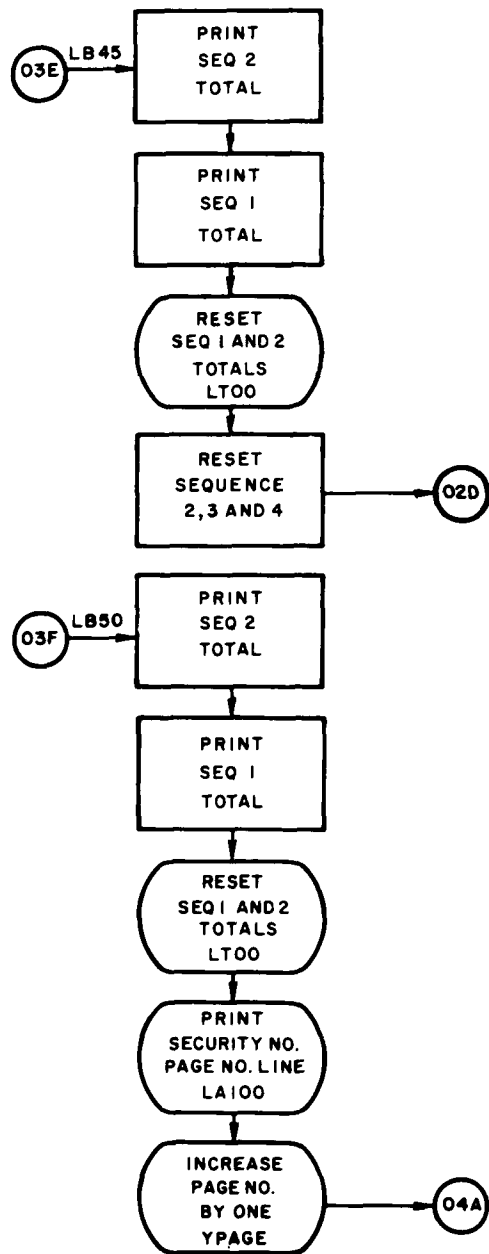 03E
LB45
PRINT
SEQ 2
TOTAL
PRINT
SEQ 1
TOTAL
RESET
SEQ 1 AND 2
TOTALS
LT00
RESET
SEQUENCE
2,3 AND 4
02D
03F
LB50
PRINT
SEQ 2
TOTAL
PRINT
SEQ 1
TOTAL
RESET
SEQ 1 AND 2
TOTALS
LT00
PRINT
SECURITY NO.
PAGE NO. LINE
LA100
INCREASE
PAGE NO.
BY ONE
YPAGE
04A